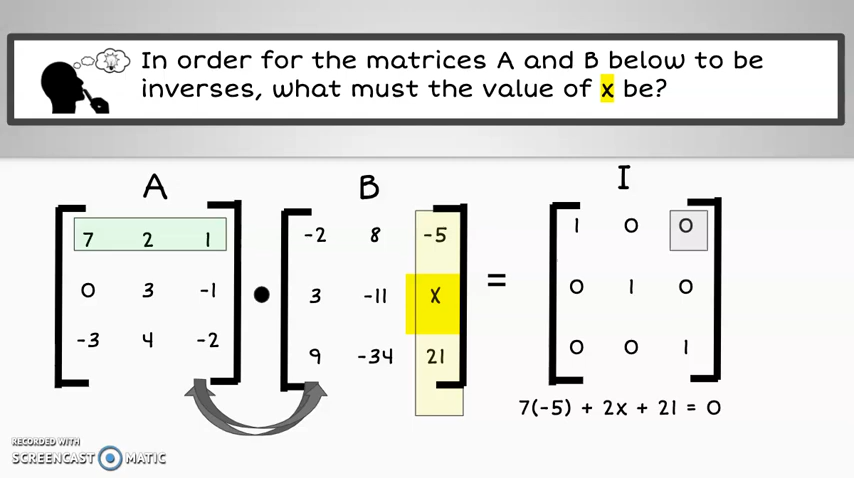 In order for the matrices A and B below to be
inverses, what must the value of x be?
A B I
7 2 1
0 3 -1
-3 4 -2
•
-2 8 -5
3 -11 X
9 -34 21
=
1 0 0
0 1 0
0 0 1
7(-5) + 2x + 21 = 0
RECORDED WITH
SCREENCAST MATIC